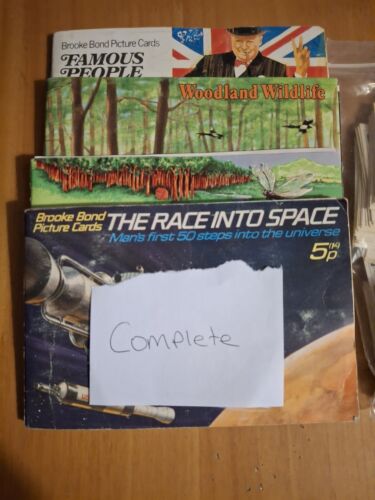 Brooke Bond Picture Cards
FAMOUS
PEOPLE
Woodland Wildlife
Brooke Bond
Picture Cards
THE RACE INTO SPACE
Man's first 50 steps into the universe
5p
Complete